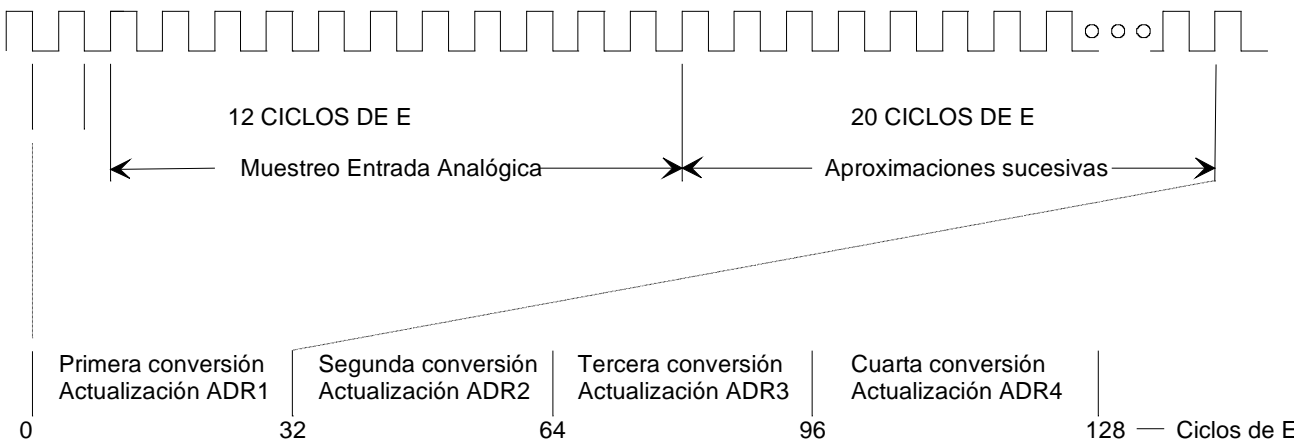 12 CICLOS DE E
20 CICLOS DE E
Muestreo Entrada Analógica
Aproximaciones sucesivas
Primera conversión
Actualización ADR1
Segunda conversión
Actualización ADR2
Tercera conversión
Actualización ADR3
Cuarta conversión
Actualización ADR4
0
32
64
96
128
Ciclos de E